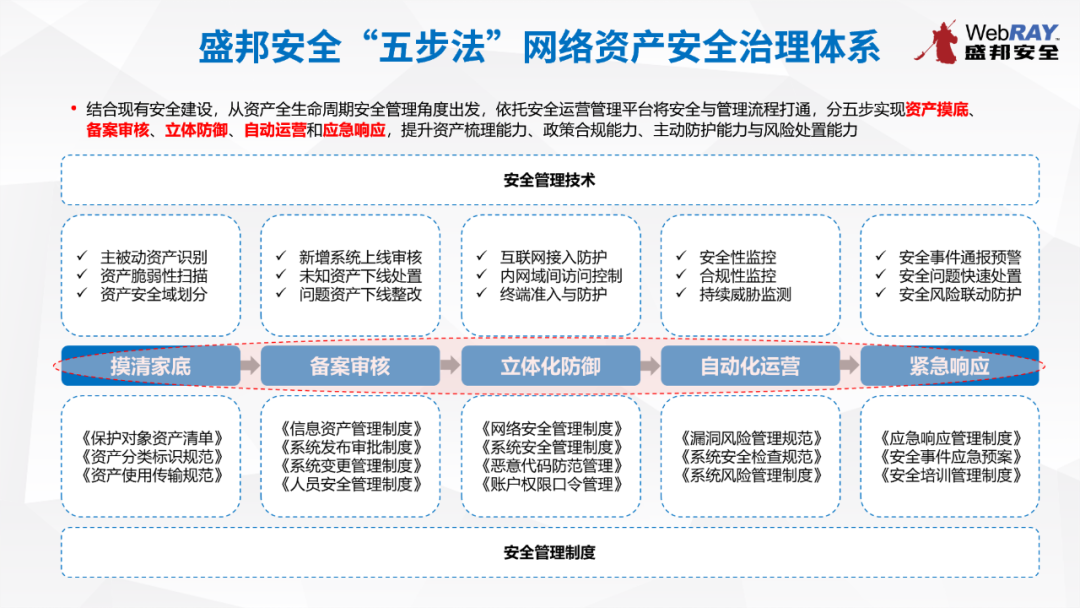 盛邦安全“五步法”网络资产安全治理体系
WebRAY
盛邦安全
• 结合现有安全建设，从资产全生命周期安全管理角度出发，依托安全运营管理平台将安全与管理流程打通，分五步实现资产摸底、
备案审核、立体防御、自动运营和应急响应，提升资产梳理能力、政策合规能力、主动防护能力与风险处置能力
安全管理技术
✓ 主被动资产识别
✓ 资产脆弱性扫描
✓ 资产安全域划分
✓ 新增系统上线审核
✓ 未知资产下线处置
✓ 问题资产下线整改
✓ 互联网接入防护
✓ 内网域间访问控制
✓ 终端准入与防护
✓ 安全性监控
✓ 合规性监控
✓ 持续威胁监测
✓ 安全事件通报预警
✓ 安全问题快速处置
✓ 安全风险联动防护
摸清家底
备案审核
立体化防御
自动化运营
紧急响应
《保护对象资产清单》
《资产分类标识规范》
《资产使用传输规范》
《信息资产管理制度》
《系统发布审批制度》
《系统变更管理制度》
《人员安全管理制度》
《网络安全管理制度》
《系统安全管理制度》
《恶意代码防范管理》
《账户权限口令管理》
《漏洞风险管理规范》
《系统安全检查规范》
《系统风险管理制度》
《应急响应管理制度》
《安全事件应急预案》
《安全培训管理制度》
安全管理制度